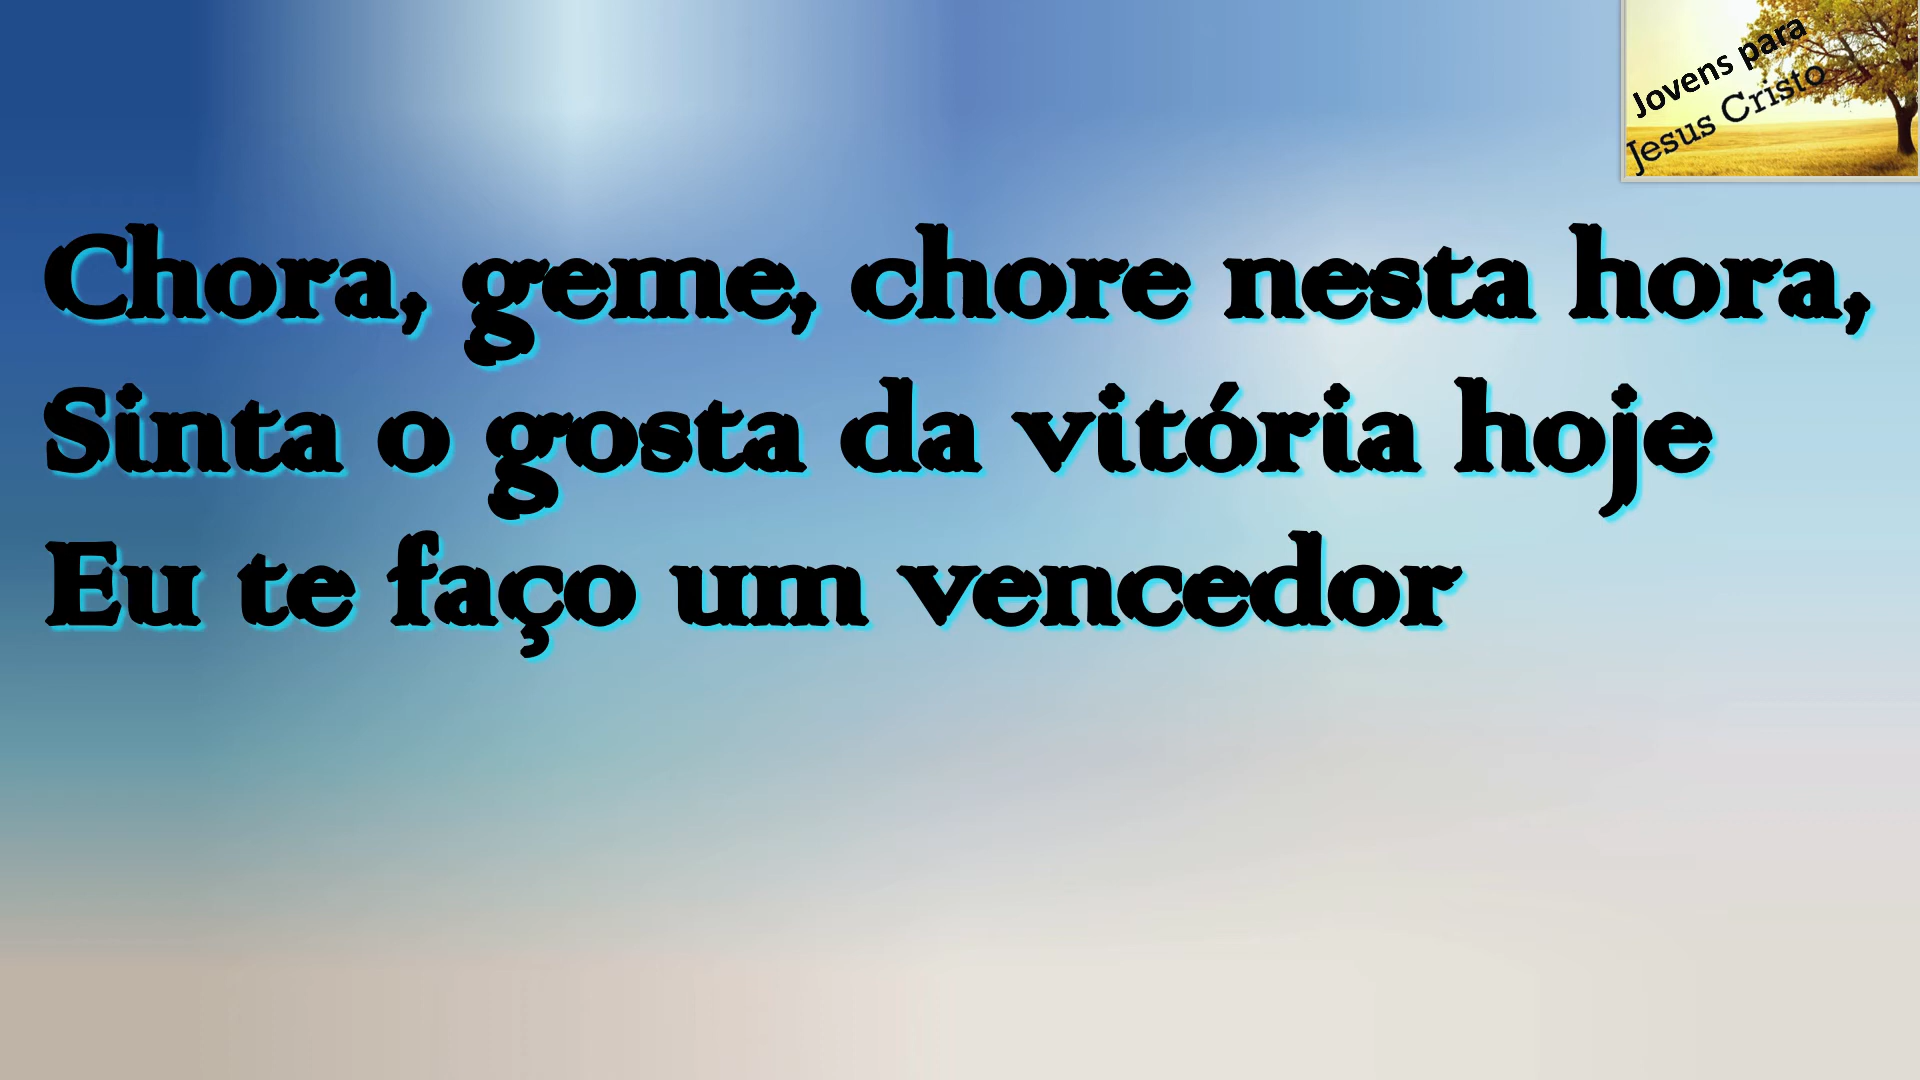 Jovens para
Jesus Cristo
Chora, geme, chore nesta hora,
Sinta o gosta da vitória hoje
Eu te faço um vencedor